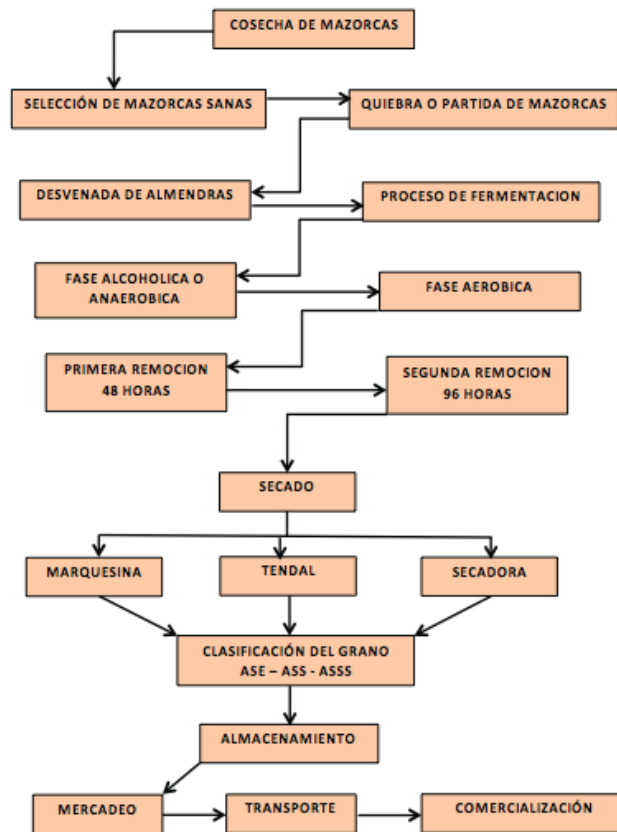 COSECHA DE MAZORCAS
SELECCIÓN DE MAZORCAS SANAS
QUIEBRA O PARTIDA DE MAZORCAS
DESVENADA DE ALMENDRAS
PROCESO DE FERMENTACION
FASE ALCOHOLICA O
ANAEROBICA
FASE AEROBICA
PRIMERA REMOCION
48 HORAS
SEGUNDA REMOCION
96 HORAS
SECADO
MARQUESINA
TENDAL
SECADORA
CLASIFICACIÓN DEL GRANO
ASE – ASS - ASSS
ALMACENAMIENTO
MERCADEO
TRANSPORTE
COMERCIALIZACIÓN